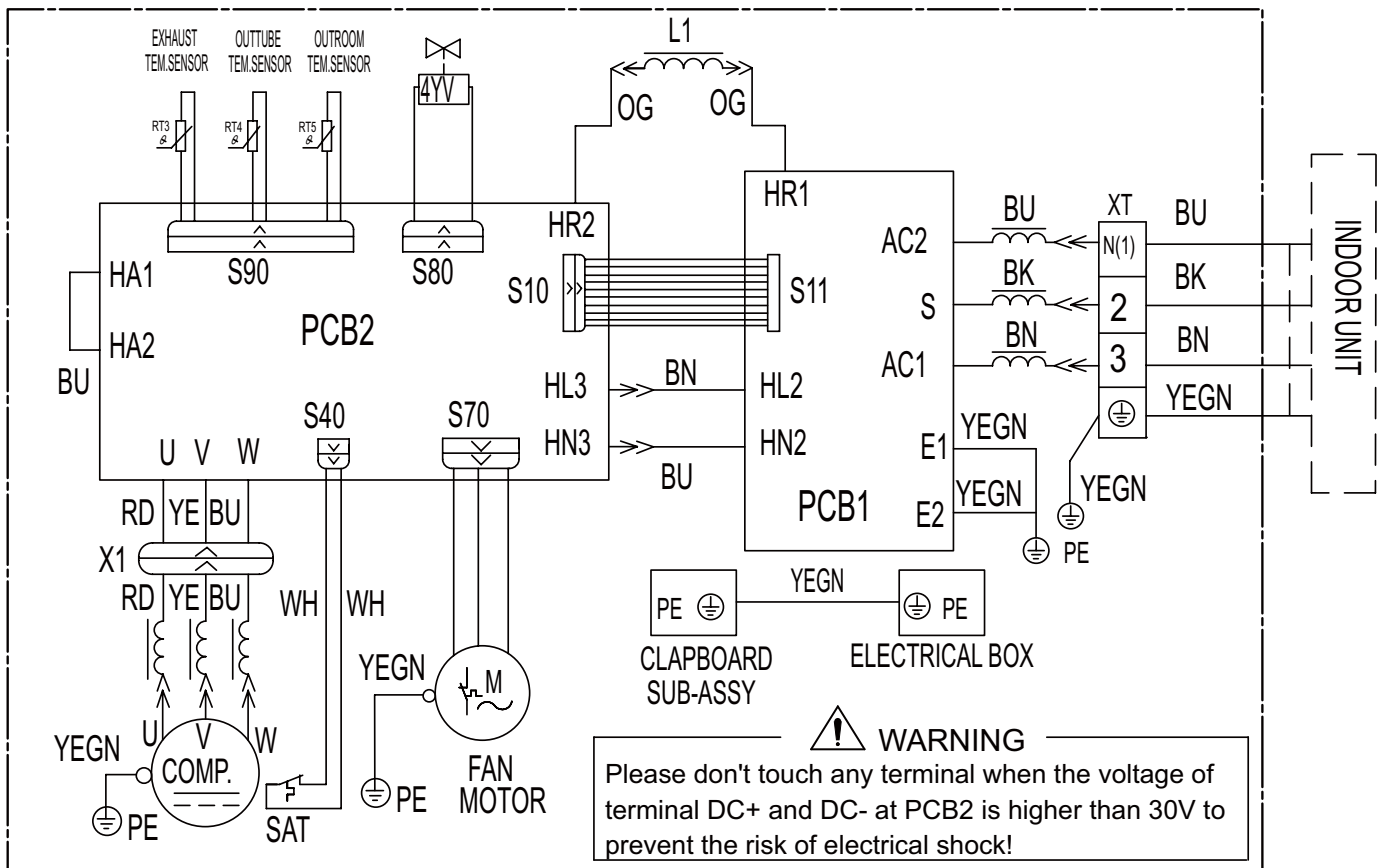 EXHAUST
TEM.SENSOR
OUTTUBE
TEM.SENSOR
OUTROOM
TEM.SENSOR
L1
RT3
RT4
RT5
4YV
OG
OG
HR2
HR1
S90
S80
HA1
HA2
BU
PCB2
S10
S11
AC2
BU
XT
N(1)
BU
S
BK
2
BK
AC1
BN
3
BN
YEGN
INDOOR UNIT
HL3
BN
HL2
HN3
BU
HN2
S40
S70
U
V
W
PCB1
E1
YEGN
E2
YEGN
PE
YEGN
RD
YE
BU
X1
RD
YE
BU
WH
WH
YEGN
PE
YEGN
PE
CLAPBOARD
SUB-ASSY
ELECTRICAL BOX
YEGN
U
V
W
COMP.
PE
SAT
M
PE
FAN
MOTOR
WARNING
Please don't touch any terminal when the voltage of
terminal DC+ and DC- at PCB2 is higher than 30V to
prevent the risk of electrical shock!